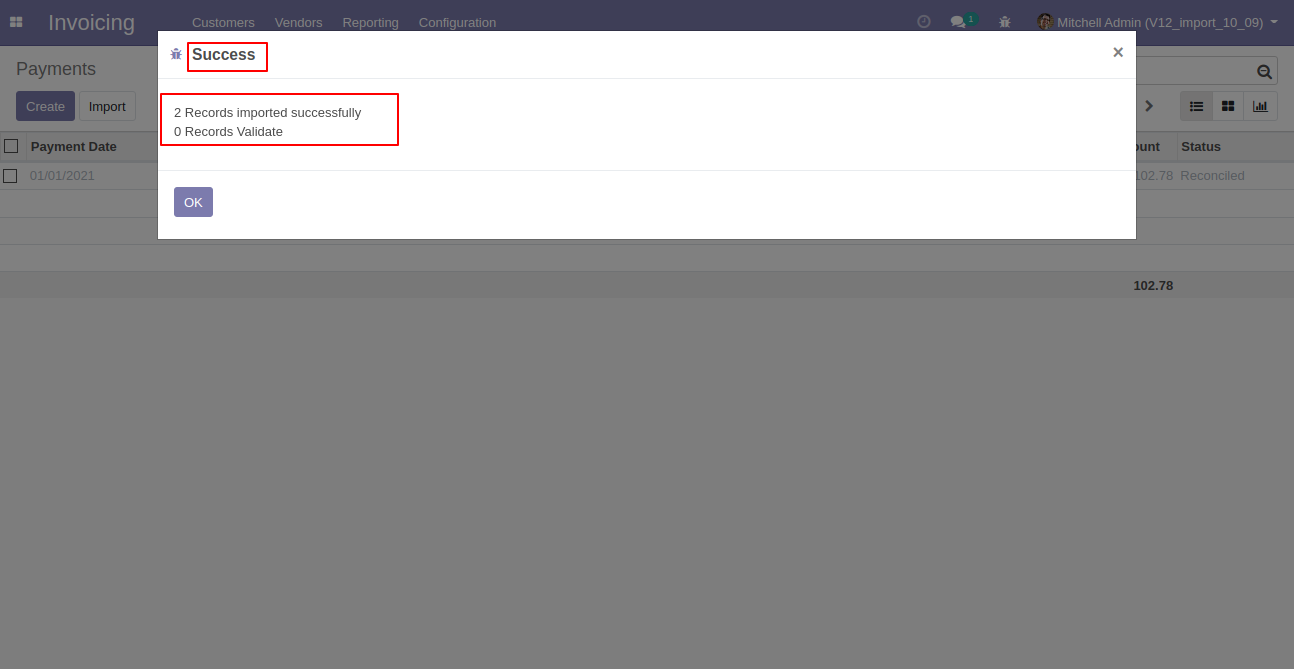 Invoicing Customers Vendors Reporting Configuration 1 Mitchell Admin (V12_import_10_09)
Success ×
Payments
2 Records imported successfully
0 Records Validate
Create Import
Payment Date Status
01/01/2021 102.78 Reconciled
OK
102.78